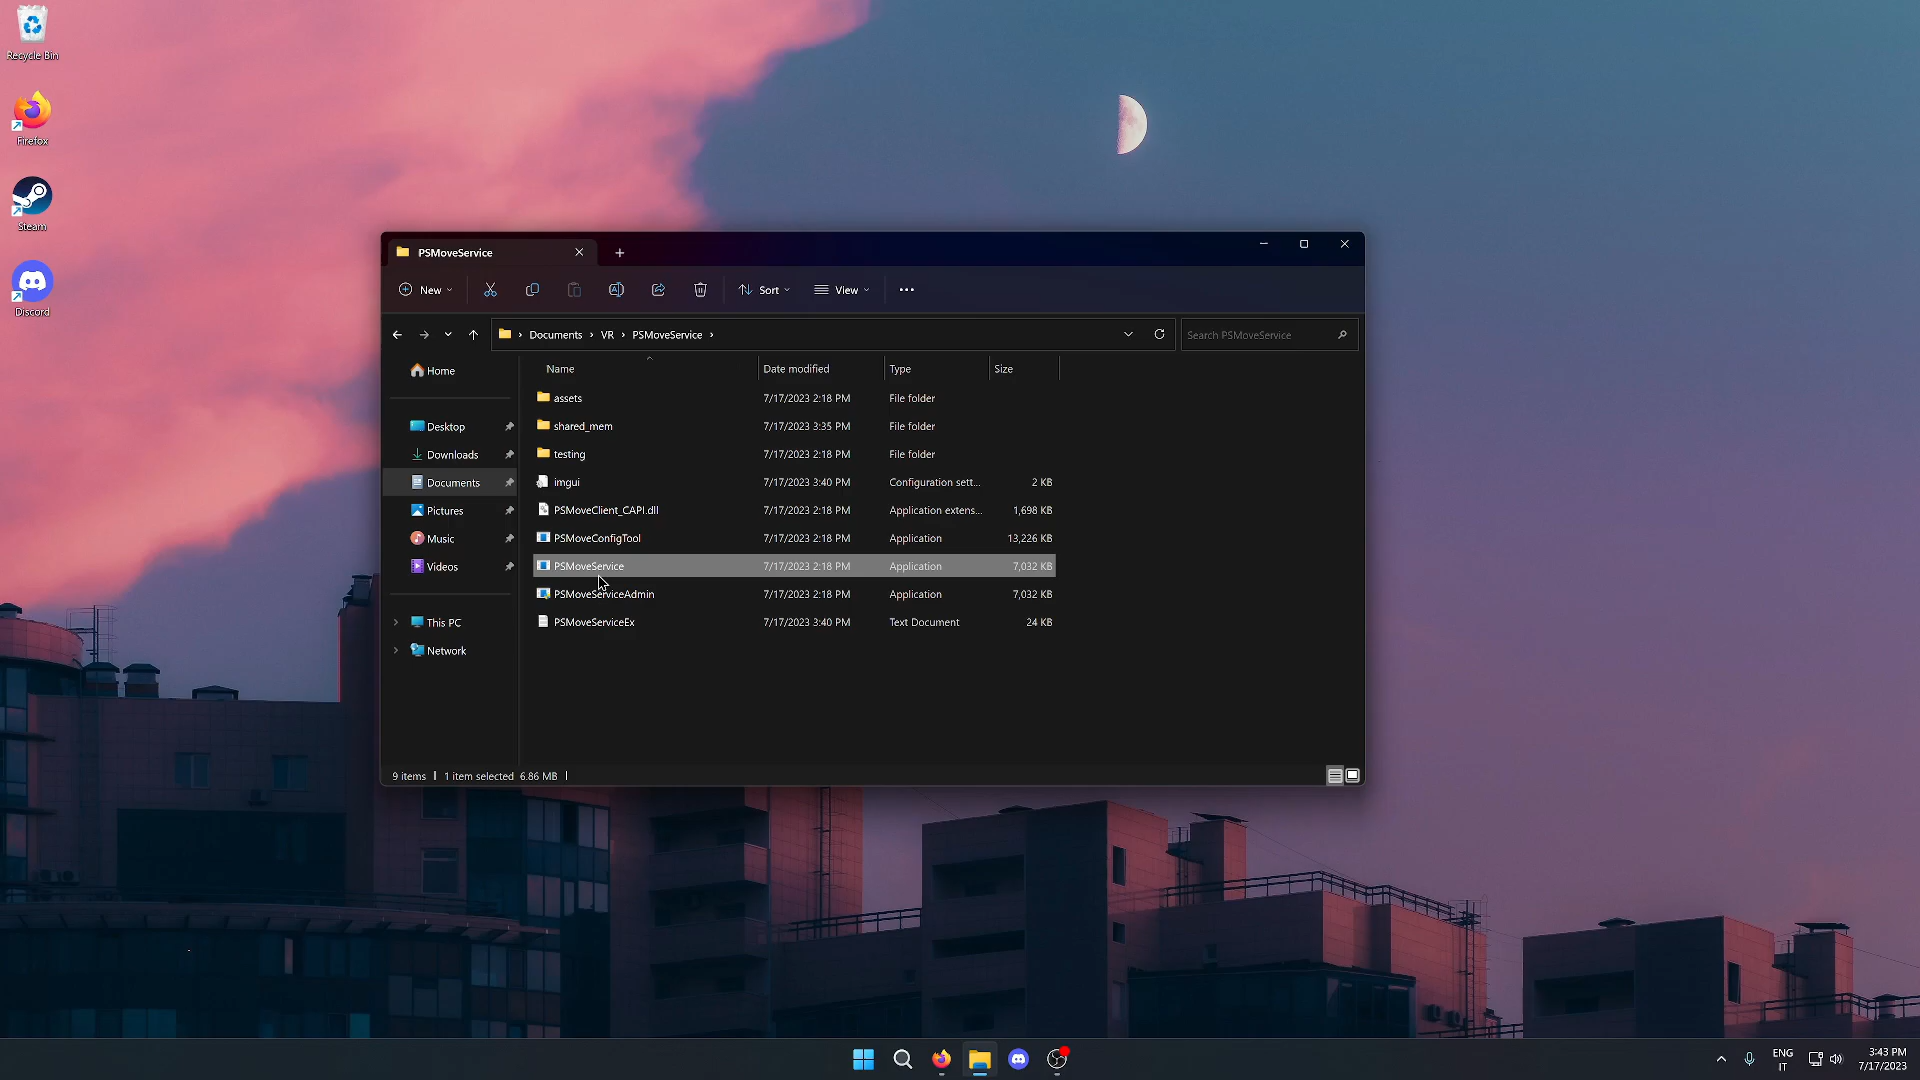 Recycle Bin
Firefox
Steam
Discord
PSMoveService
New
Sort
View
Documents > VR > PSMoveService >
Search PSMoveService
Home
Desktop
Downloads
Documents
Pictures
Music
Videos
This PC
Network
Name Date modified Type Size
assets 7/17/2023 2:18 PM File folder
shared_mem 7/17/2023 3:35 PM File folder
testing 7/17/2023 2:18 PM File folder
imgui 7/17/2023 3:40 PM Configuration sett... 2 KB
PSMoveClient_CAPI.dll 7/17/2023 2:18 PM Application extens... 1,698 KB
PSMoveConfigTool 7/17/2023 2:18 PM Application 13,226 KB
PSMoveService 7/17/2023 2:18 PM Application 7,032 KB
PSMoveServiceAdmin 7/17/2023 2:18 PM Application 7,032 KB
PSMoveServiceEx 7/17/2023 3:40 PM Text Document 24 KB
9 items 1 item selected 6.86 MB
ENG
IT
3:43 PM
7/17/2023